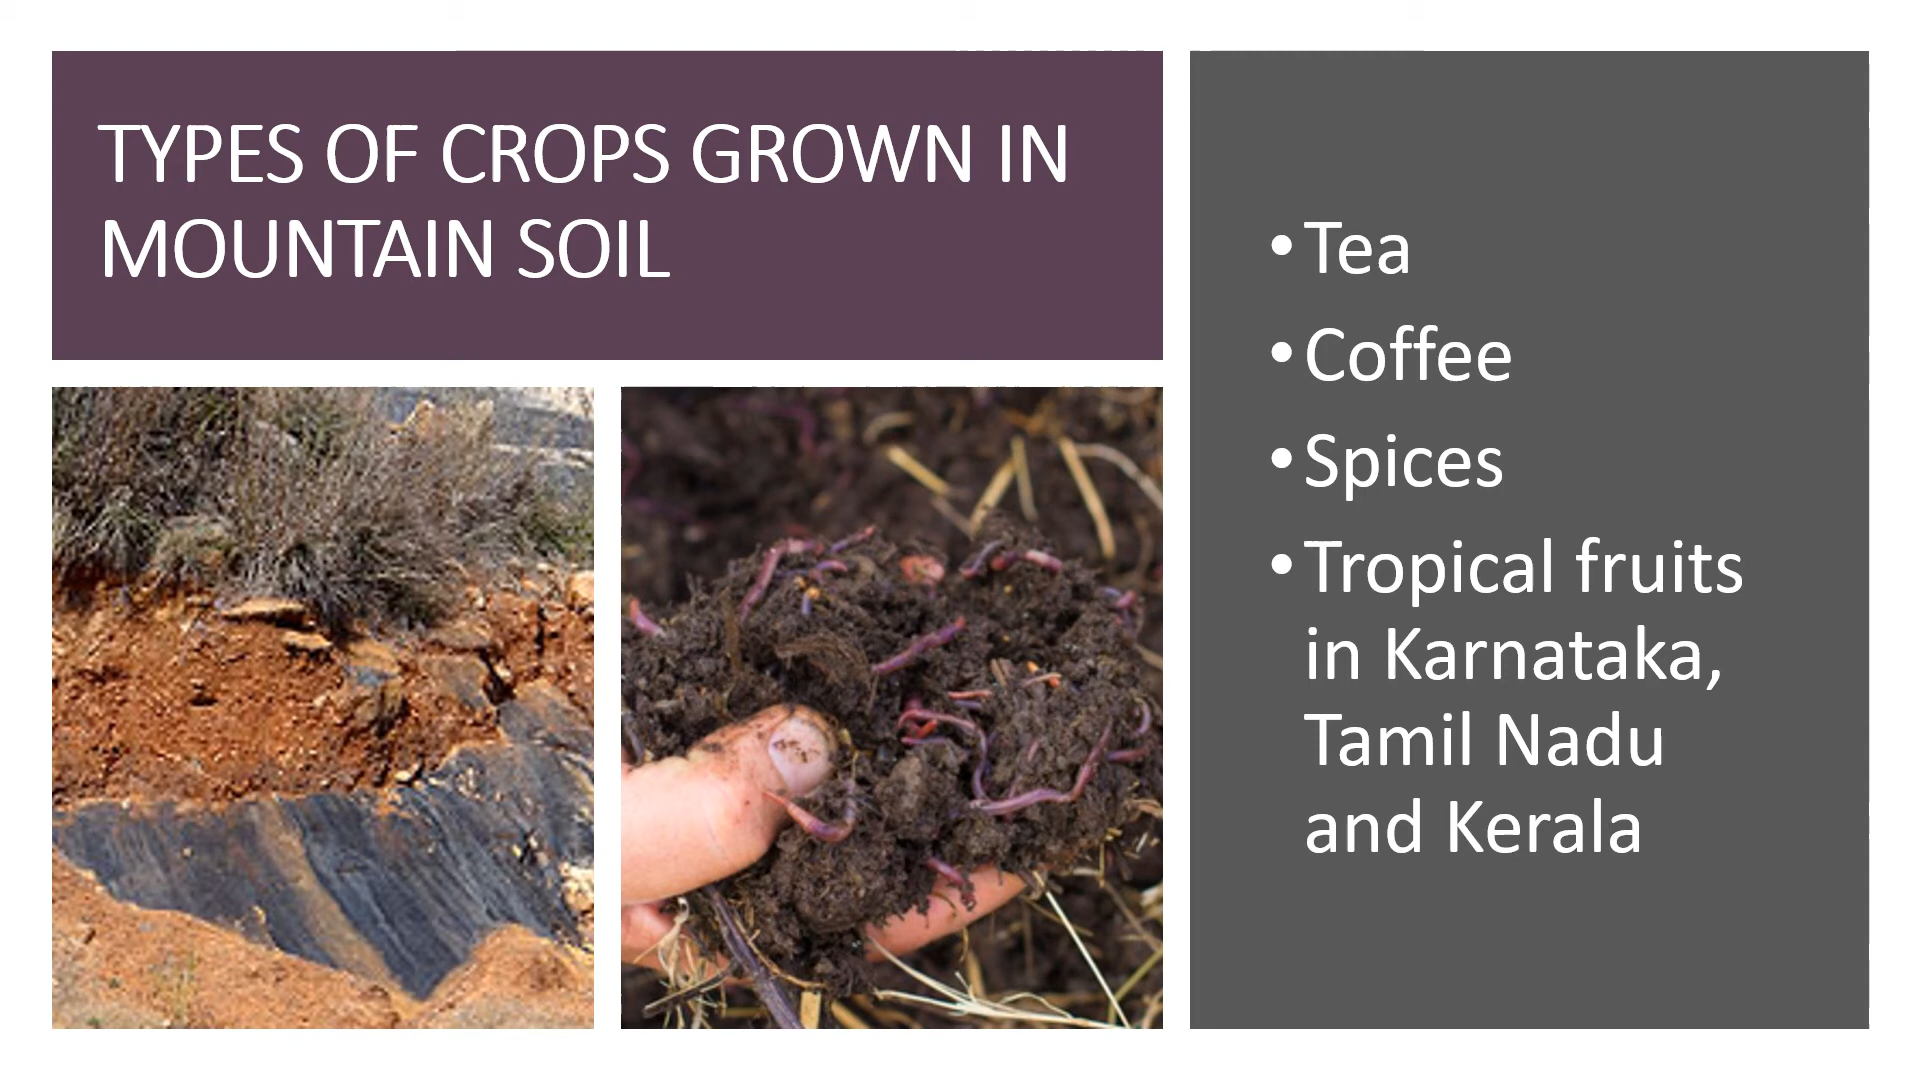 TYPES OF CROPS GROWN IN
MOUNTAIN SOIL
• Tea
• Coffee
• Spices
• Tropical fruits
in Karnataka,
Tamil Nadu
and Kerala